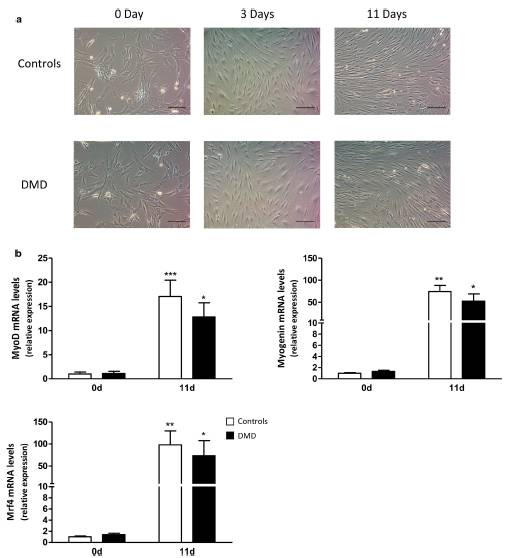 a
0 Day
3 Days
11 Days
Controls
DMD
b
MyoD mRNA levels
(relative expression)
25
20
15
10
5
0
***
*
0d
11d
Myogenin mRNA levels
(relative expression)
150
100
50
10
8
6
4
2
0
**
*
0d
11d
Mrf4 mRNA levels
(relative expression)
150
100
50
10
8
6
4
2
0
**
*
0d
11d
Controls
DMD